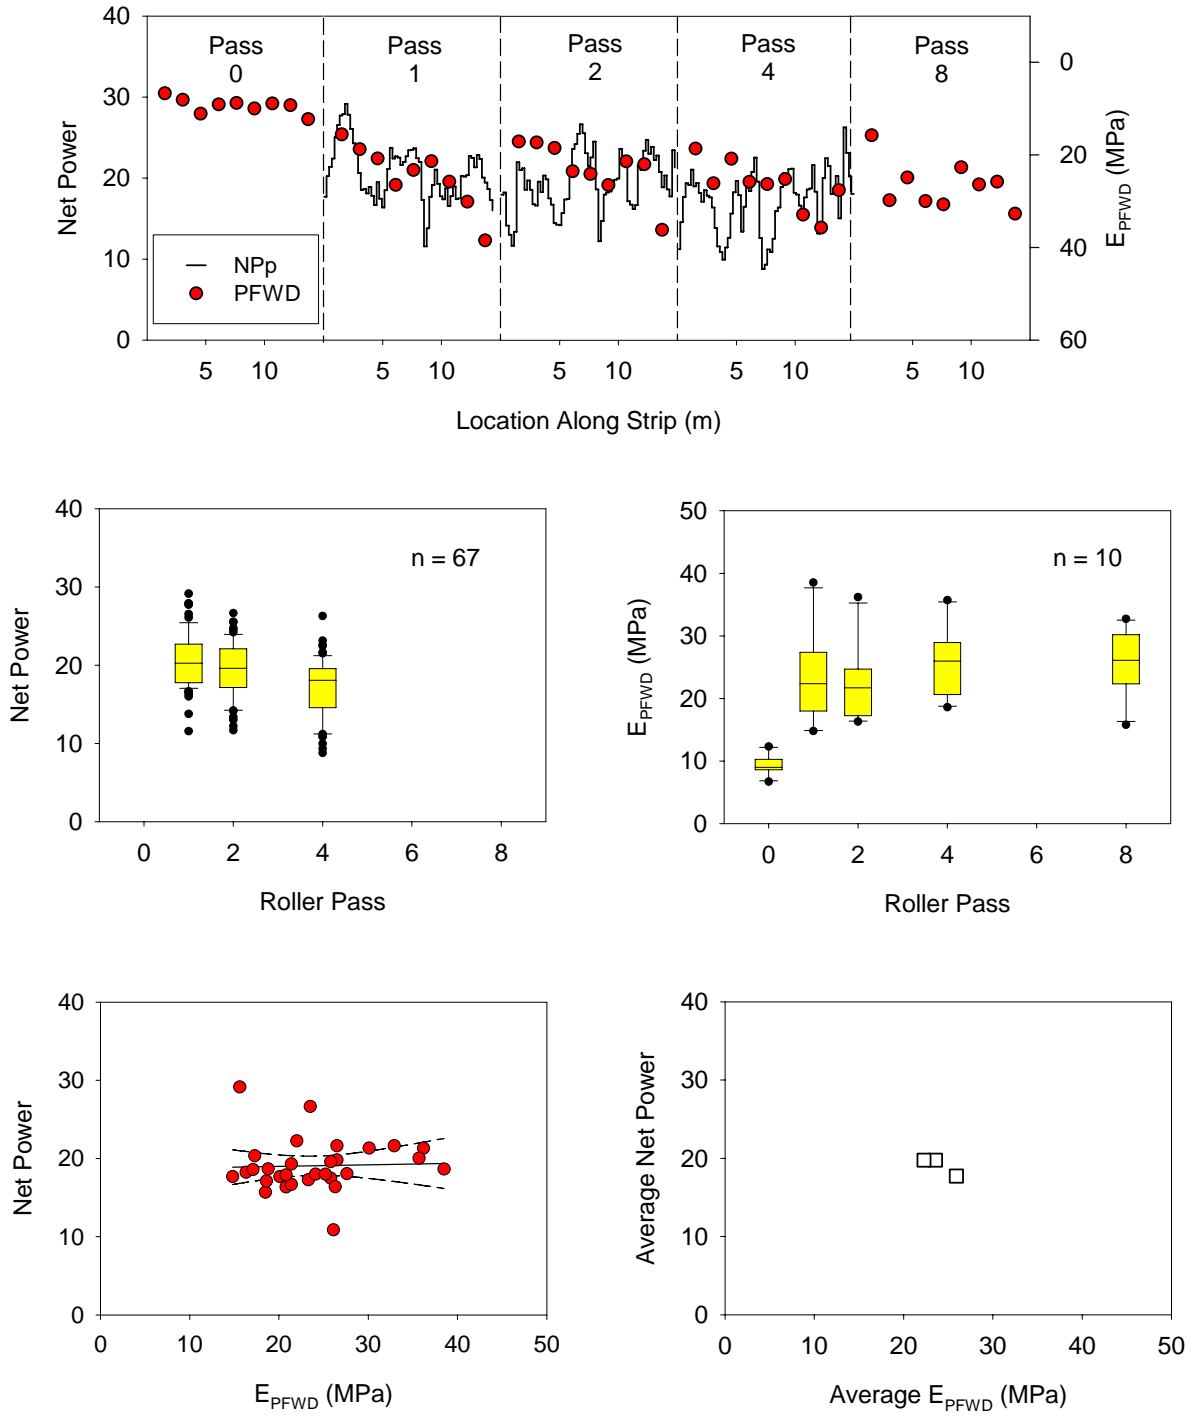 40
30
20
10
0
Net Power
Pass 0
Pass 1
Pass 2
Pass 4
Pass 8
0
20
40
60
E_PFWD (MPa)
NPp
PFWD
5 10 5 10 5 10 5 10 10
Location Along Strip (m)
40
30
20
10
0
Net Power
n = 67
0 2 4 6 8
Roller Pass
50
40
30
20
10
0
E_PFWD (MPa)
n = 10
0 2 4 6 8
Roller Pass
40
30
20
10
0
Net Power
0 10 20 30 40 50
E_PFWD (MPa)
40
30
20
10
0
Average Net Power
0 10 20 30 40 50
Average E_PFWD (MPa)